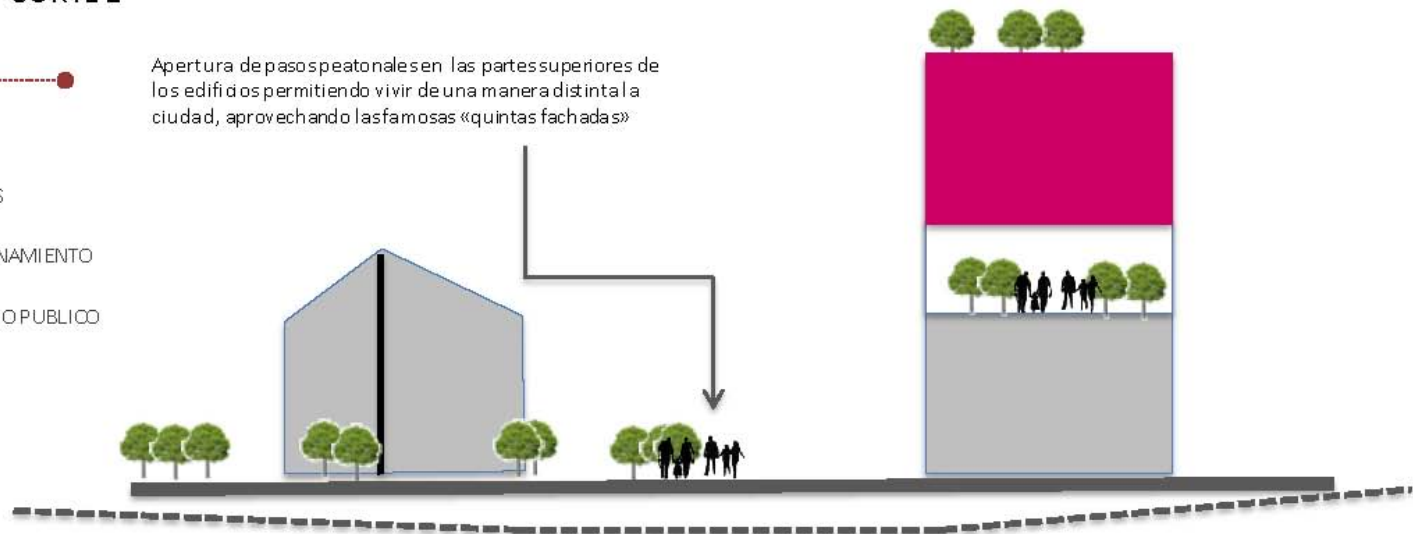 Apertura de pasos peatonales en las partes superiores de
los edificios permitiendo vivir de una manera distinta la
ciudad, aprovechando las famosas «quintas fachadas»
S
NAMIENTO
O PUBLICO